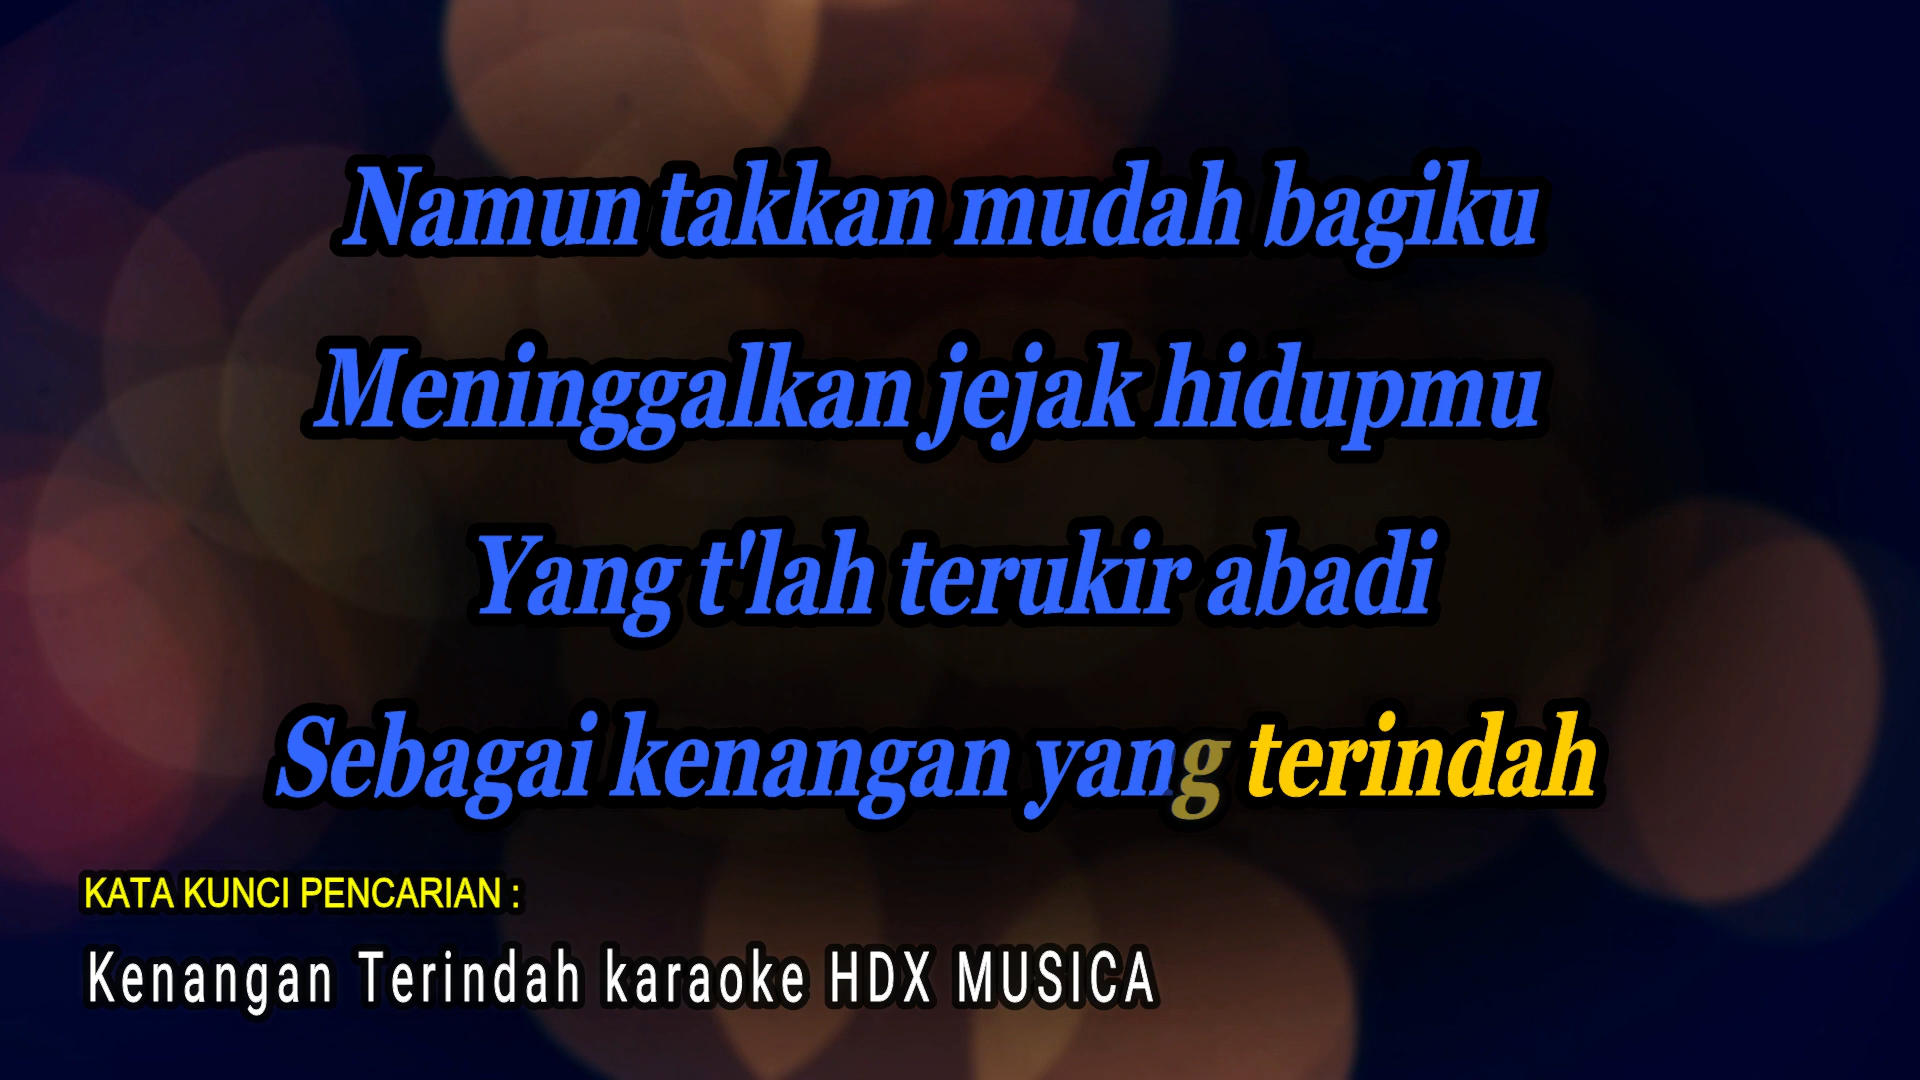 Namun takkan mudah bagiku
Meninggalkan jejak hidupmu
Yang t'lah terukir abadi
Sebagai kenangan yang terindah
KATA KUNCI PENCARIAN :
Kenangan Terindah karaoke HDX MUSICA